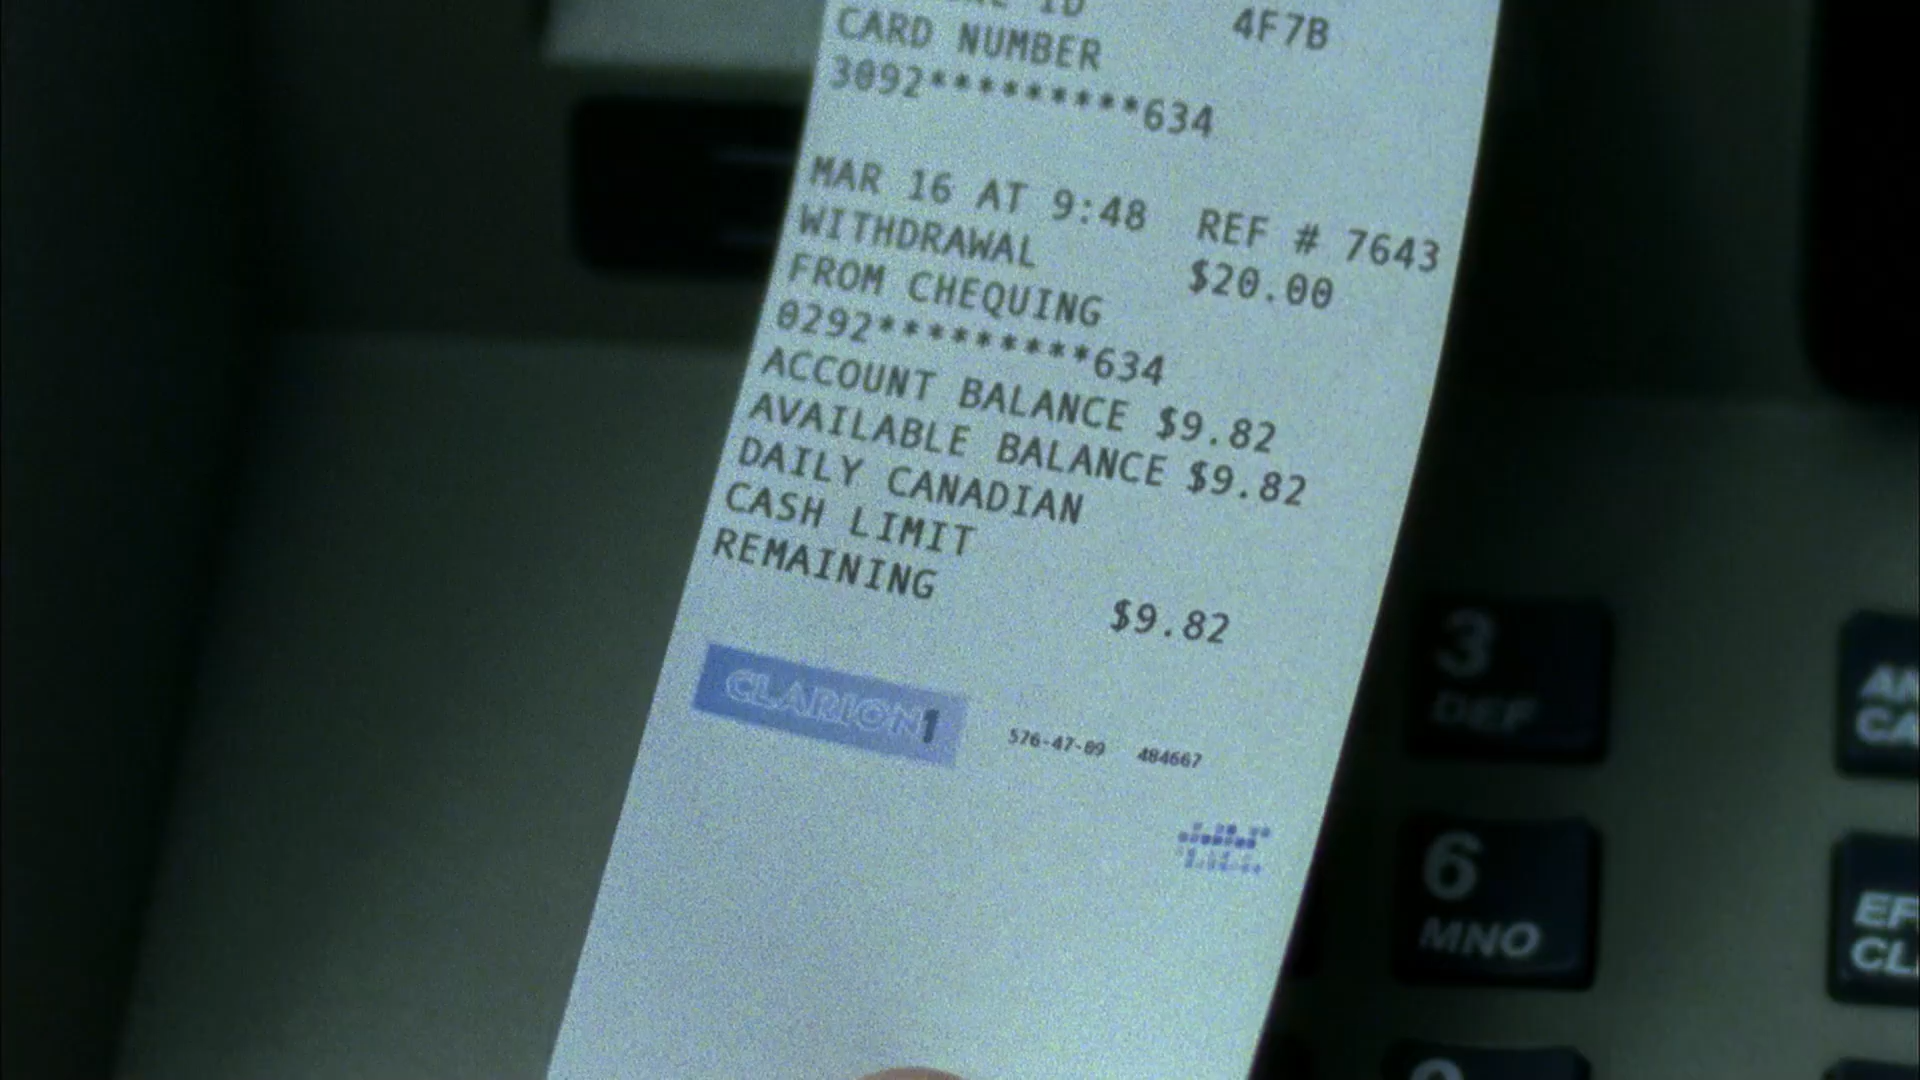 ID 4F7B
CARD NUMBER
3092*********634
MAR 16 AT 9:48 REF # 7643
WITHDRAWAL $20.00
FROM CHEQUING
0292*********634
ACCOUNT BALANCE $9.82
AVAILABLE BALANCE $9.82
DAILY CANADIAN
CASH LIMIT
REMAINING
$9.82
CLARION1 576-47-09 484667
3
DEF
6
MNO